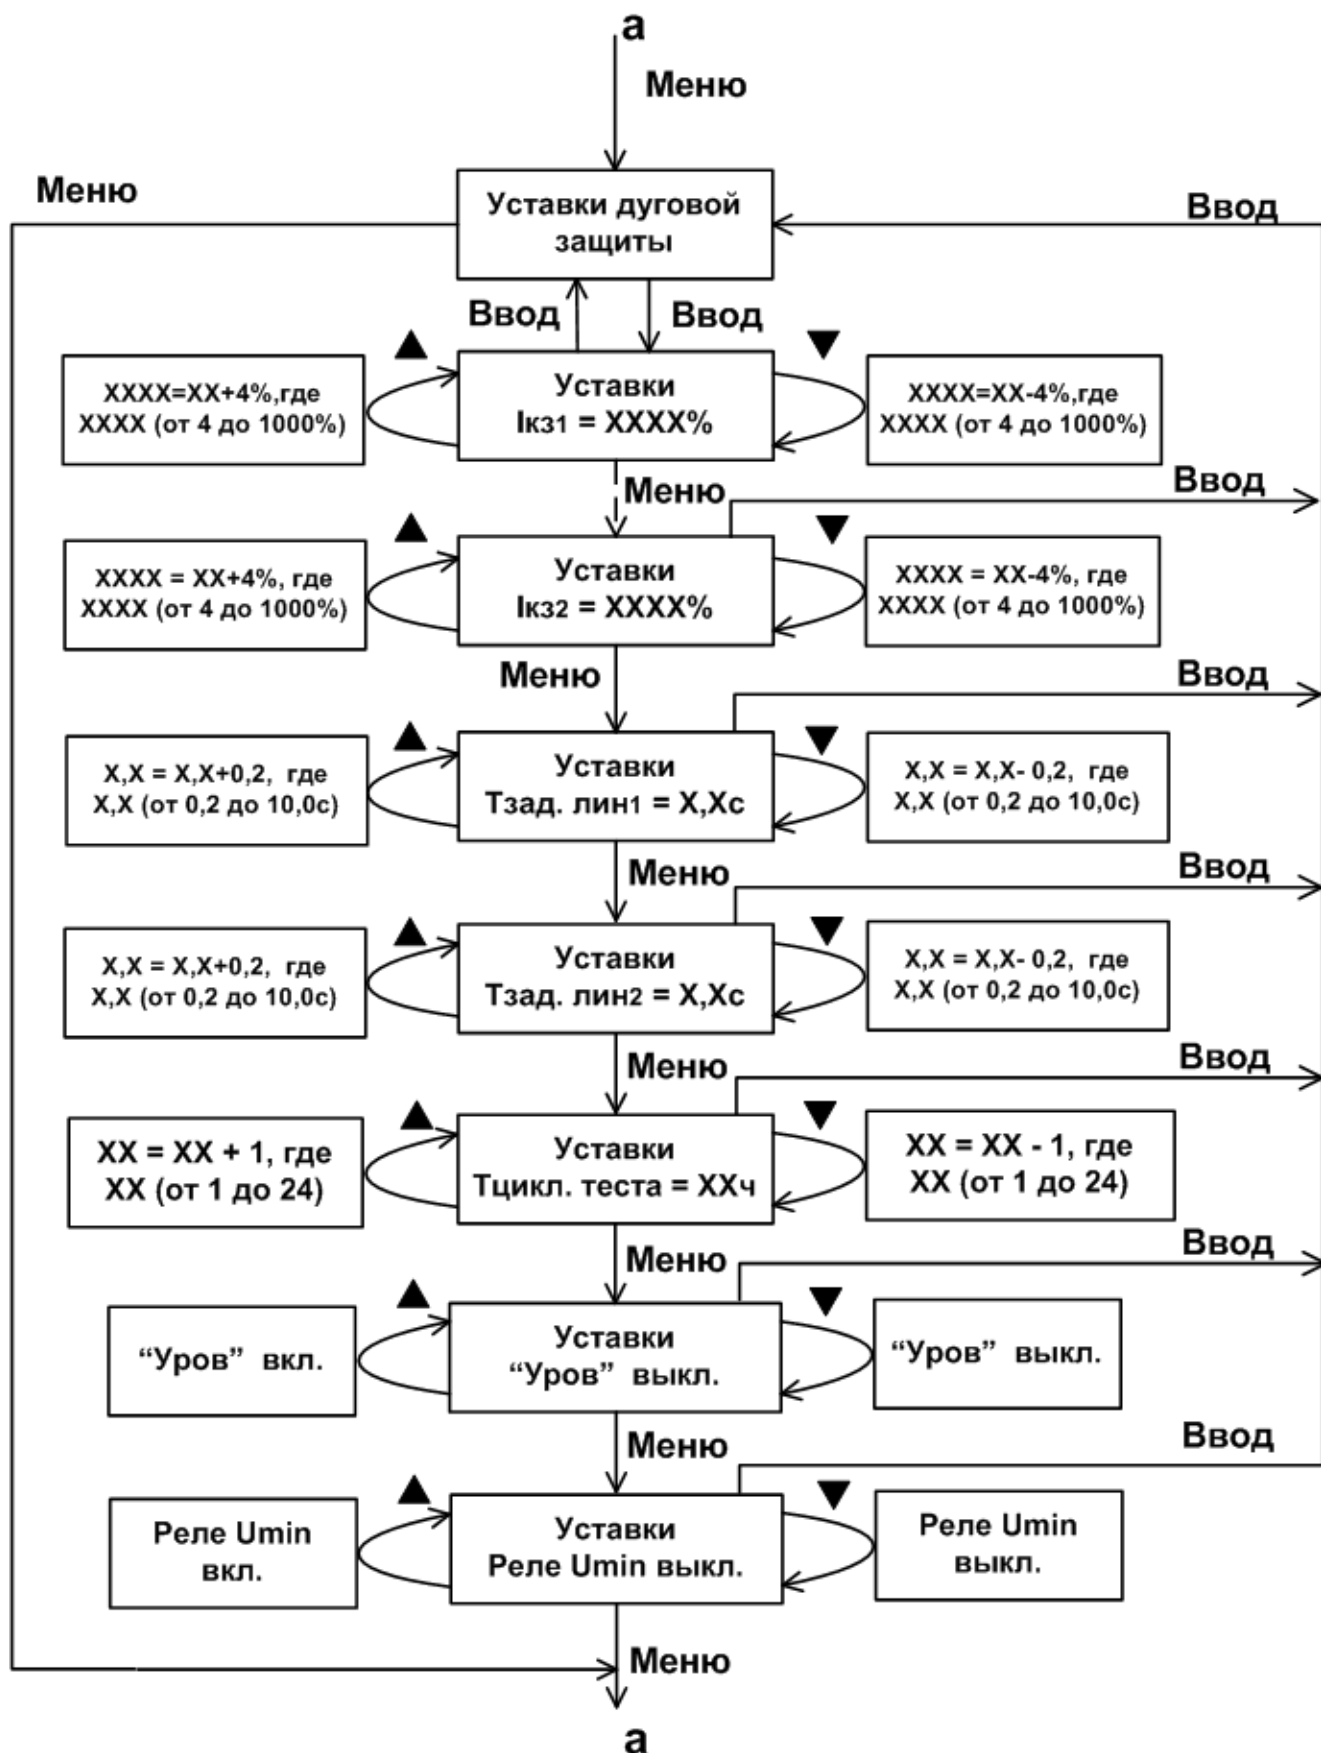 а
Меню
Меню
Уставки дуговой
защиты
Ввод
Ввод
Ввод
XXXX=XX+4%,где
XXXX (от 4 до 1000%)
Уставки
Iкз1 = XXXX%
XXXX=XX-4%,где
XXXX (от 4 до 1000%)
Меню
Ввод
XXXX = XX+4%, где
XXXX (от 4 до 1000%)
Уставки
Iкз2 = XXXX%
XXXX = XX-4%, где
XXXX (от 4 до 1000%)
Меню
Ввод
X,X = X,X+0,2, где
X,X (от 0,2 до 10,0с)
Уставки
Тзад. лин1 = X,Xс
X,X = X,X- 0,2, где
X,X (от 0,2 до 10,0с)
Меню
Ввод
X,X = X,X+0,2, где
X,X (от 0,2 до 10,0с)
Уставки
Тзад. лин2 = X,Xс
X,X = X,X- 0,2, где
X,X (от 0,2 до 10,0с)
Меню
Ввод
XX = XX + 1, где
XX (от 1 до 24)
Уставки
Тцикл. теста = XXч
XX = XX - 1, где
XX (от 1 до 24)
Меню
Ввод
“Уров” вкл.
Уставки
“Уров” выкл.
“Уров” выкл.
Меню
Ввод
Реле Umin
вкл.
Уставки
Реле Umin выкл.
Реле Umin
выкл.
Меню
а